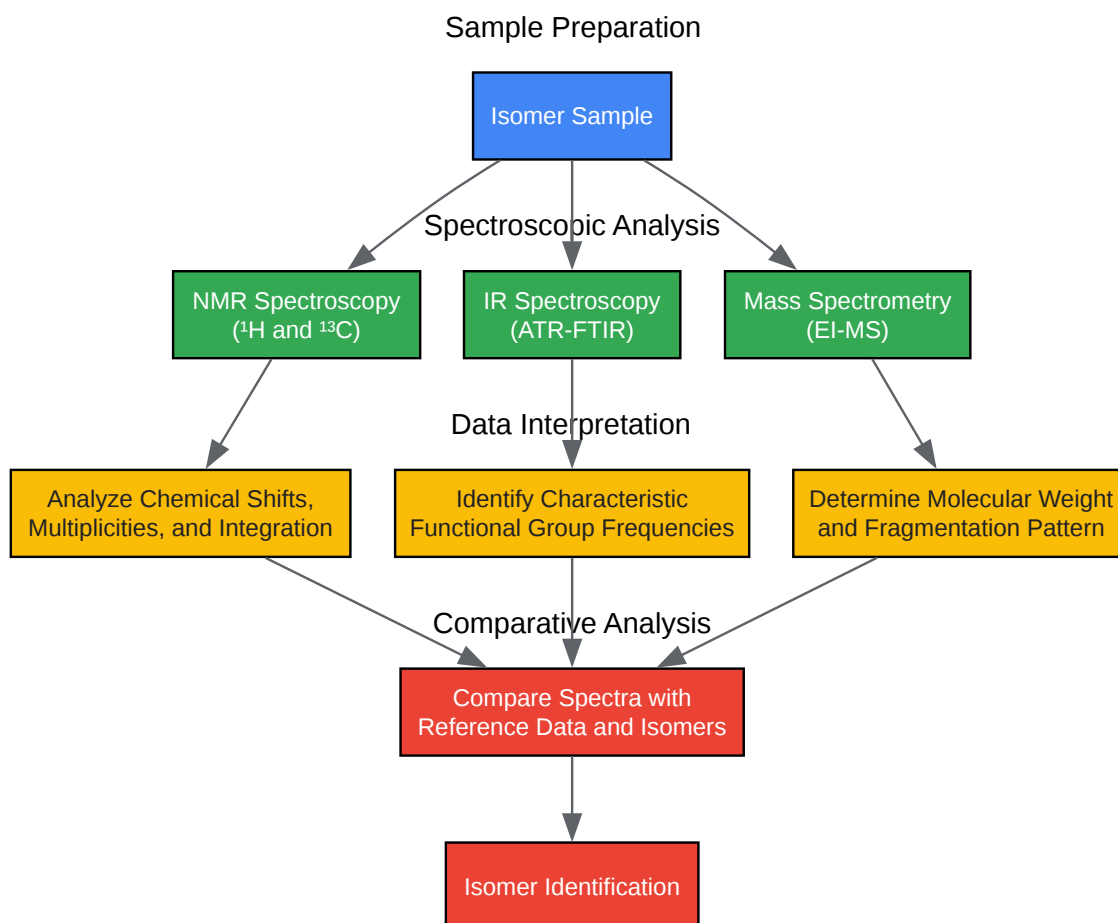 Sample Preparation
Isomer Sample
Spectroscopic Analysis
NMR Spectroscopy
(¹H and ¹³C)
IR Spectroscopy
(ATR-FTIR)
Mass Spectrometry
(EI-MS)
Data Interpretation
Analyze Chemical Shifts,
Multiplicities, and Integration
Identify Characteristic
Functional Group Frequencies
Determine Molecular Weight
and Fragmentation Pattern
Comparative Analysis
Compare Spectra with
Reference Data and Isomers
Isomer Identification